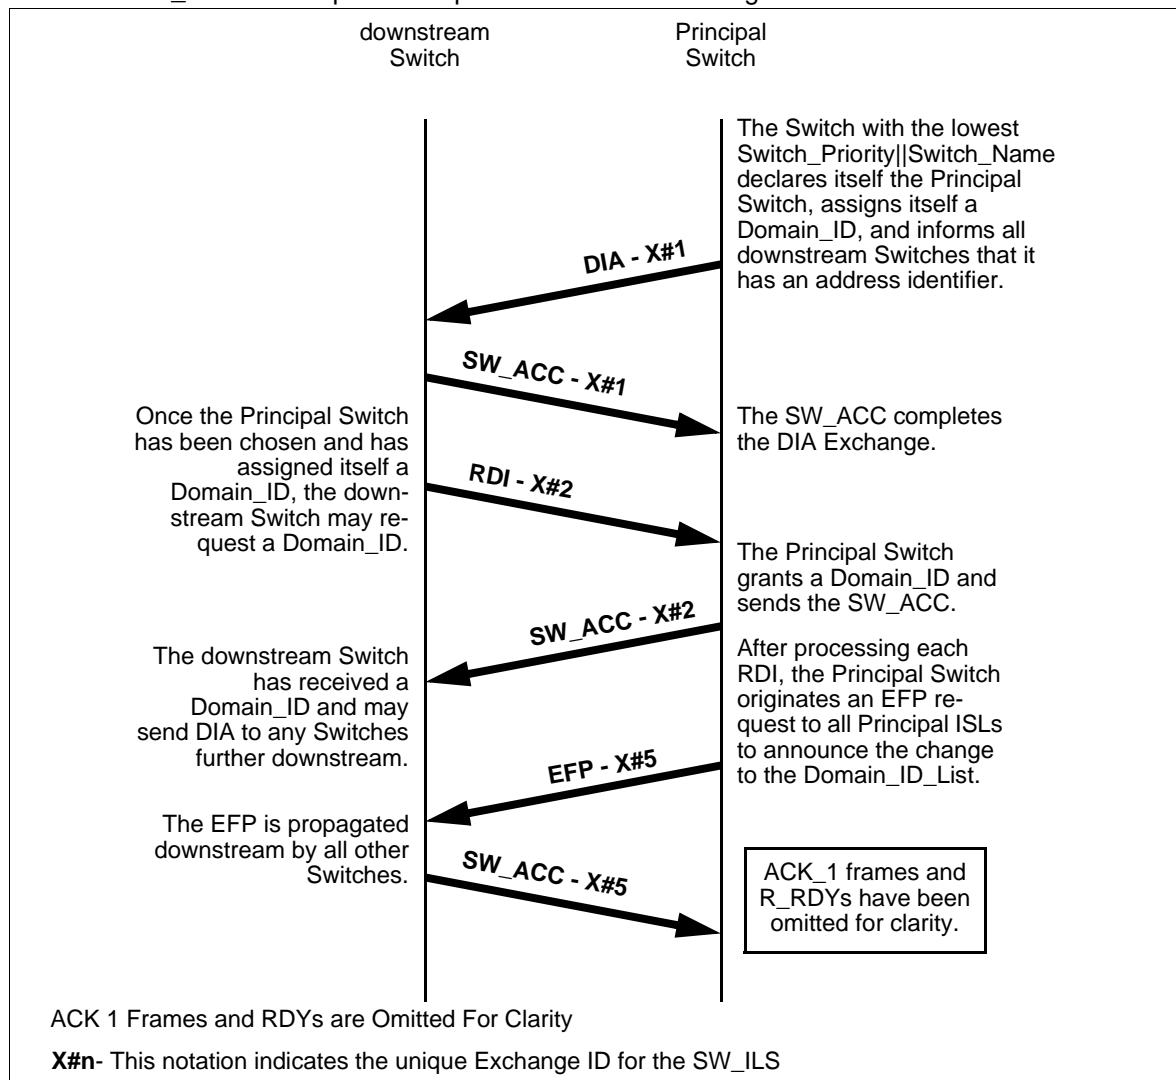 downstream
Switch
Principal
Switch
The Switch with the lowest
Switch_Priority||Switch_Name
declares itself the Principal
Switch, assigns itself a
Domain_ID, and informs all
downstream Switches that it
has an address identifier.
DIA - X#1
SW_ACC - X#1
Once the Principal Switch
has been chosen and has
assigned itself a
Domain_ID, the down-
stream Switch may re-
quest a Domain_ID.
The SW_ACC completes
the DIA Exchange.
RDI - X#2
The Principal Switch
grants a Domain_ID and
sends the SW_ACC.
SW_ACC - X#2
The downstream Switch
has received a
Domain_ID and may
send DIA to any Switches
further downstream.
After processing each
RDI, the Principal Switch
originates an EFP re-
quest to all Principal ISLs
to announce the change
to the Domain_ID_List.
EFP - X#5
The EFP is propagated
downstream by all other
Switches.
SW_ACC - X#5
ACK_1 frames and
R_RDYs have been
omitted for clarity.
ACK 1 Frames and RDYs are Omitted For Clarity
X#n- This notation indicates the unique Exchange ID for the SW_ILS